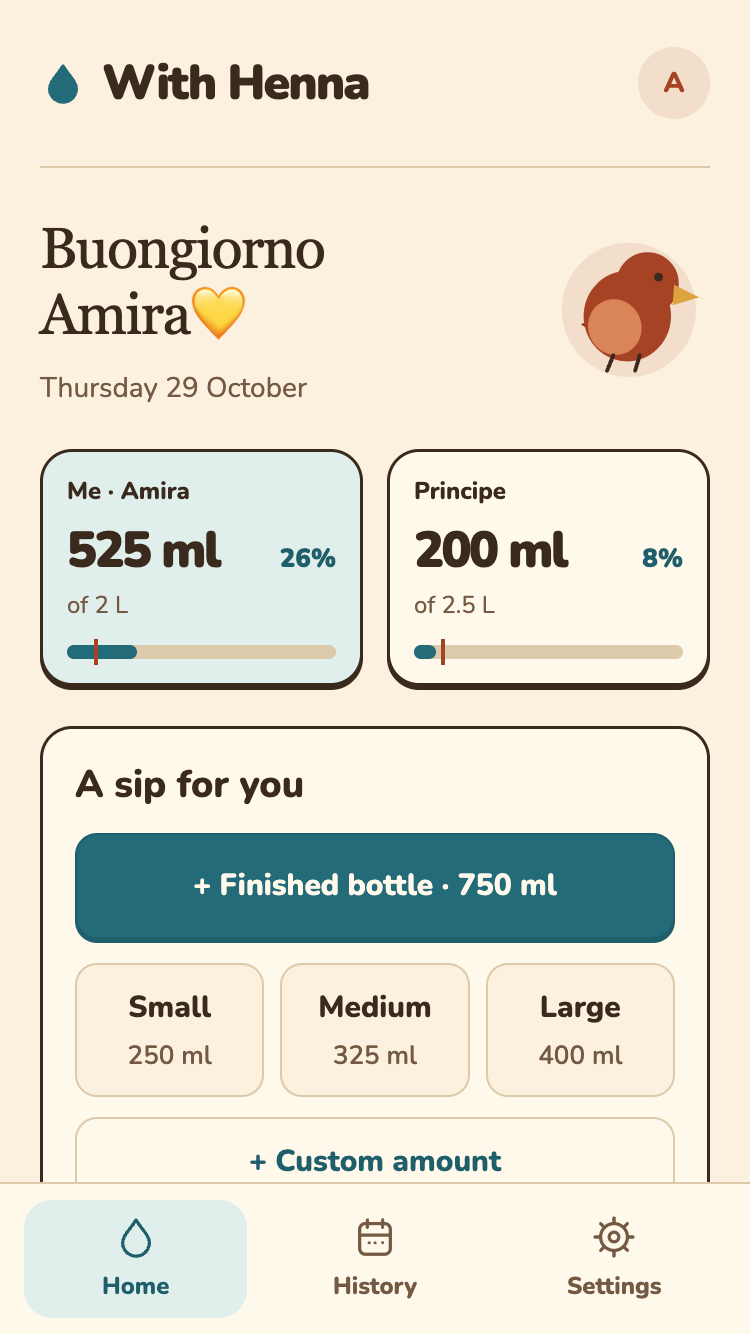 With Henna
A
Buongiorno
Amira💛
Thursday 29 October
Me · Amira
525 ml
26%
of 2 L
Principe
200 ml
8%
of 2.5 L
A sip for you
+ Finished bottle · 750 ml
Small
250 ml
Medium
325 ml
Large
400 ml
+ Custom amount
Home
History
Settings